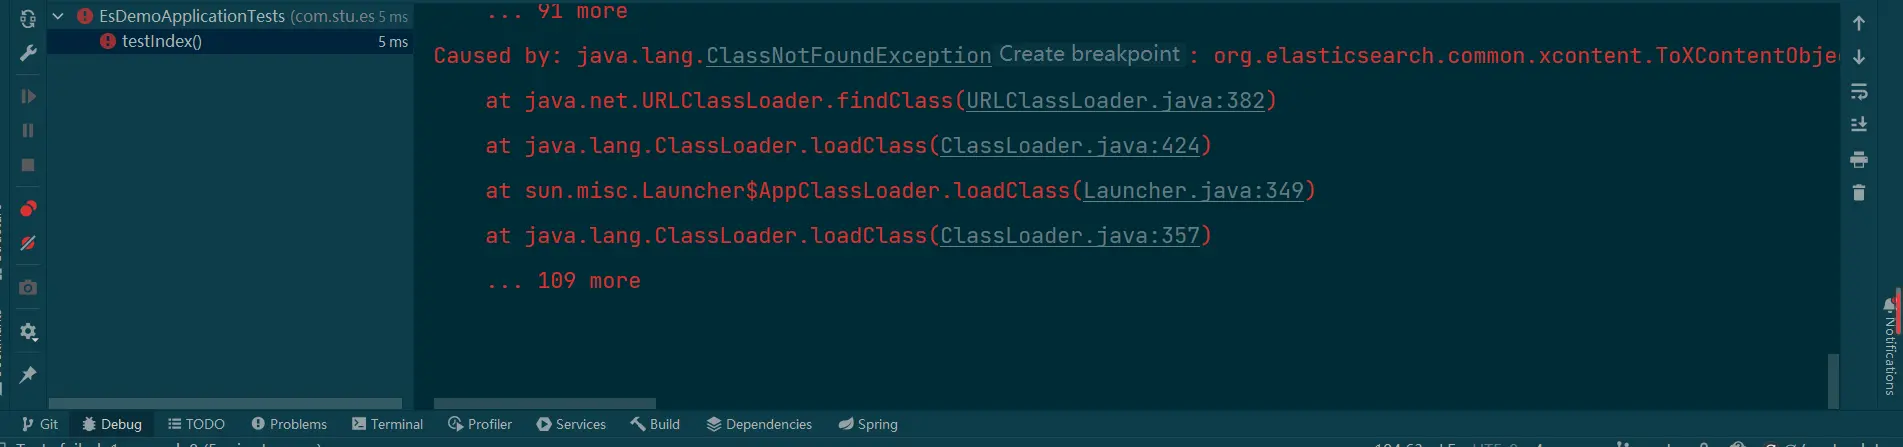 EsDemoApplicationTests (com.stu.es 5 ms
testIndex() 5 ms
... 91 more
Caused by: java.lang.ClassNotFoundException Create breakpoint : org.elasticsearch.common.xcontent.ToXContentObje
at java.net.URLClassLoader.findClass(URLClassLoader.java:382)
at java.lang.ClassLoader.loadClass(ClassLoader.java:424)
at sun.misc.Launcher$AppClassLoader.loadClass(Launcher.java:349)
at java.lang.ClassLoader.loadClass(ClassLoader.java:357)
... 109 more
Notifications
Git Debug TODO Problems Terminal Profiler Services Build Dependencies Spring